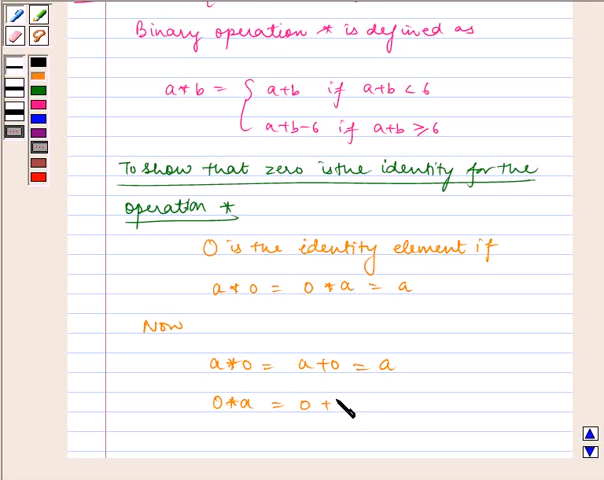 Binary operation * is defined as
a*b = { a+b if a+b < 6
a+b-6 if a+b ≥ 6
To show that zero is the identity for the
operation *
0 is the identity element if
a*0 = 0*a = a
Now
a*0 = a+0 = a
0*a = 0+